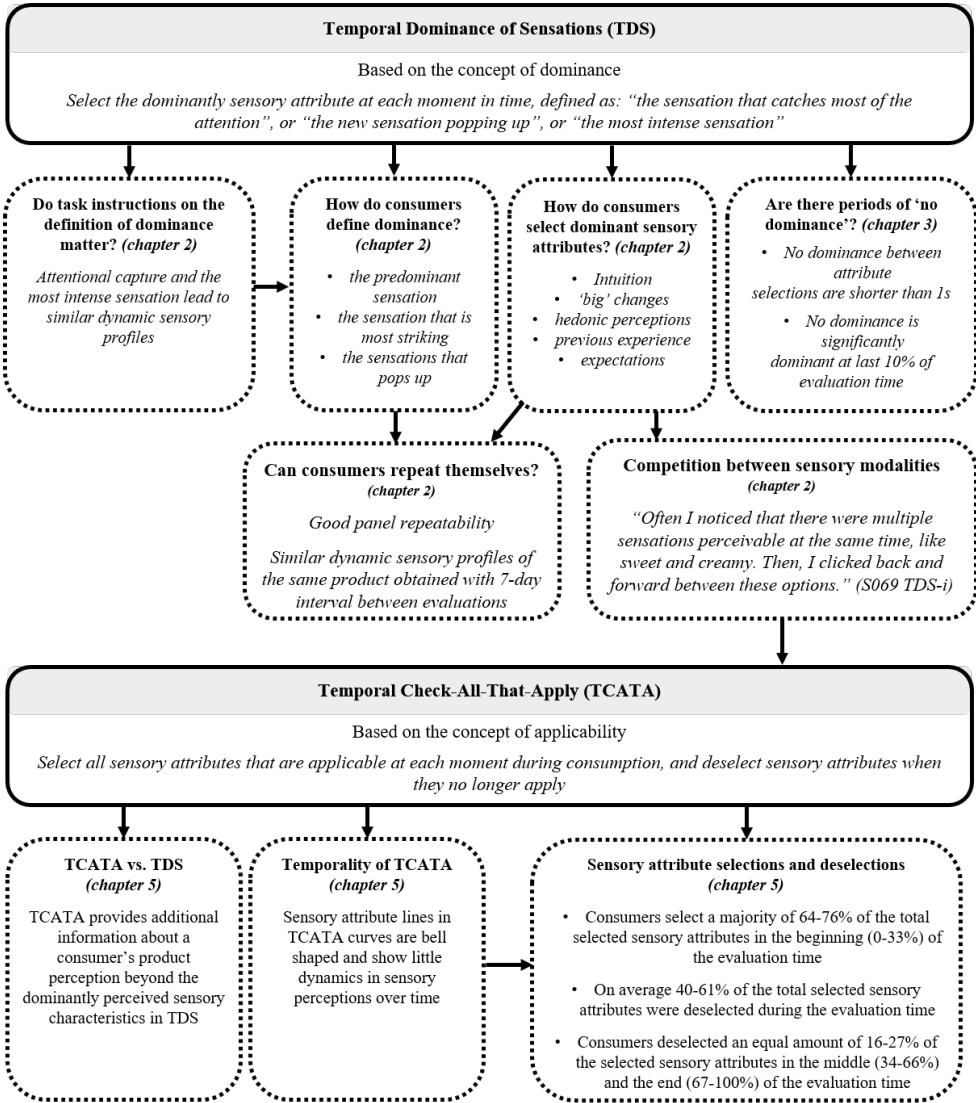 Temporal Dominance of Sensations (TDS)
Based on the concept of dominance
Select the dominantly sensory attribute at each moment in time, defined as: “the sensation that catches most of the
attention”, or “the new sensation popping up”, or “the most intense sensation”
Do task instructions on the
definition of dominance
matter? (chapter 2)
Attentional capture and the
most intense sensation lead to
similar dynamic sensory
profiles
How do consumers
define dominance?
(chapter 2)
• the predominant
sensation
• the sensation that is
most striking
• the sensations that
pops up
How do consumers
select dominant sensory
attributes? (chapter 2)
• Intuition
• ‘big’ changes
• hedonic perceptions
• previous experience
• expectations
Are there periods of ‘no
dominance’? (chapter 3)
• No dominance between
attribute
selections are shorter than 1s
• No dominance is
significantly
dominant at last 10% of
evaluation time
Can consumers repeat themselves?
(chapter 2)
Good panel repeatability
Similar dynamic sensory profiles of
the same product obtained with 7-day
interval between evaluations
Competition between sensory modalities
(chapter 2)
“Often I noticed that there were multiple
sensations perceivable at the same time, like
sweet and creamy. Then, I clicked back and
forward between these options.” (S069 TDS-i)
Temporal Check-All-That-Apply (TCATA)
Based on the concept of applicability
Select all sensory attributes that are applicable at each moment during consumption, and deselect sensory attributes when
they no longer apply
TCATA vs. TDS
(chapter 5)
TCATA provides additional
information about a
consumer’s product
perception beyond the
dominantly perceived sensory
characteristics in TDS
Temporality of TCATA
(chapter 5)
Sensory attribute lines in
TCATA curves are bell
shaped and show little
dynamics in sensory
perceptions over time
Sensory attribute selections and deselections
(chapter 5)
• Consumers select a majority of 64-76% of the total
selected sensory attributes in the beginning (0-33%) of
the evaluation time
• On average 40-61% of the total selected sensory
attributes were deselected during the evaluation time
• Consumers deselected an equal amount of 16-27% of
the selected sensory attributes in the middle (34-66%)
and the end (67-100%) of the evaluation time